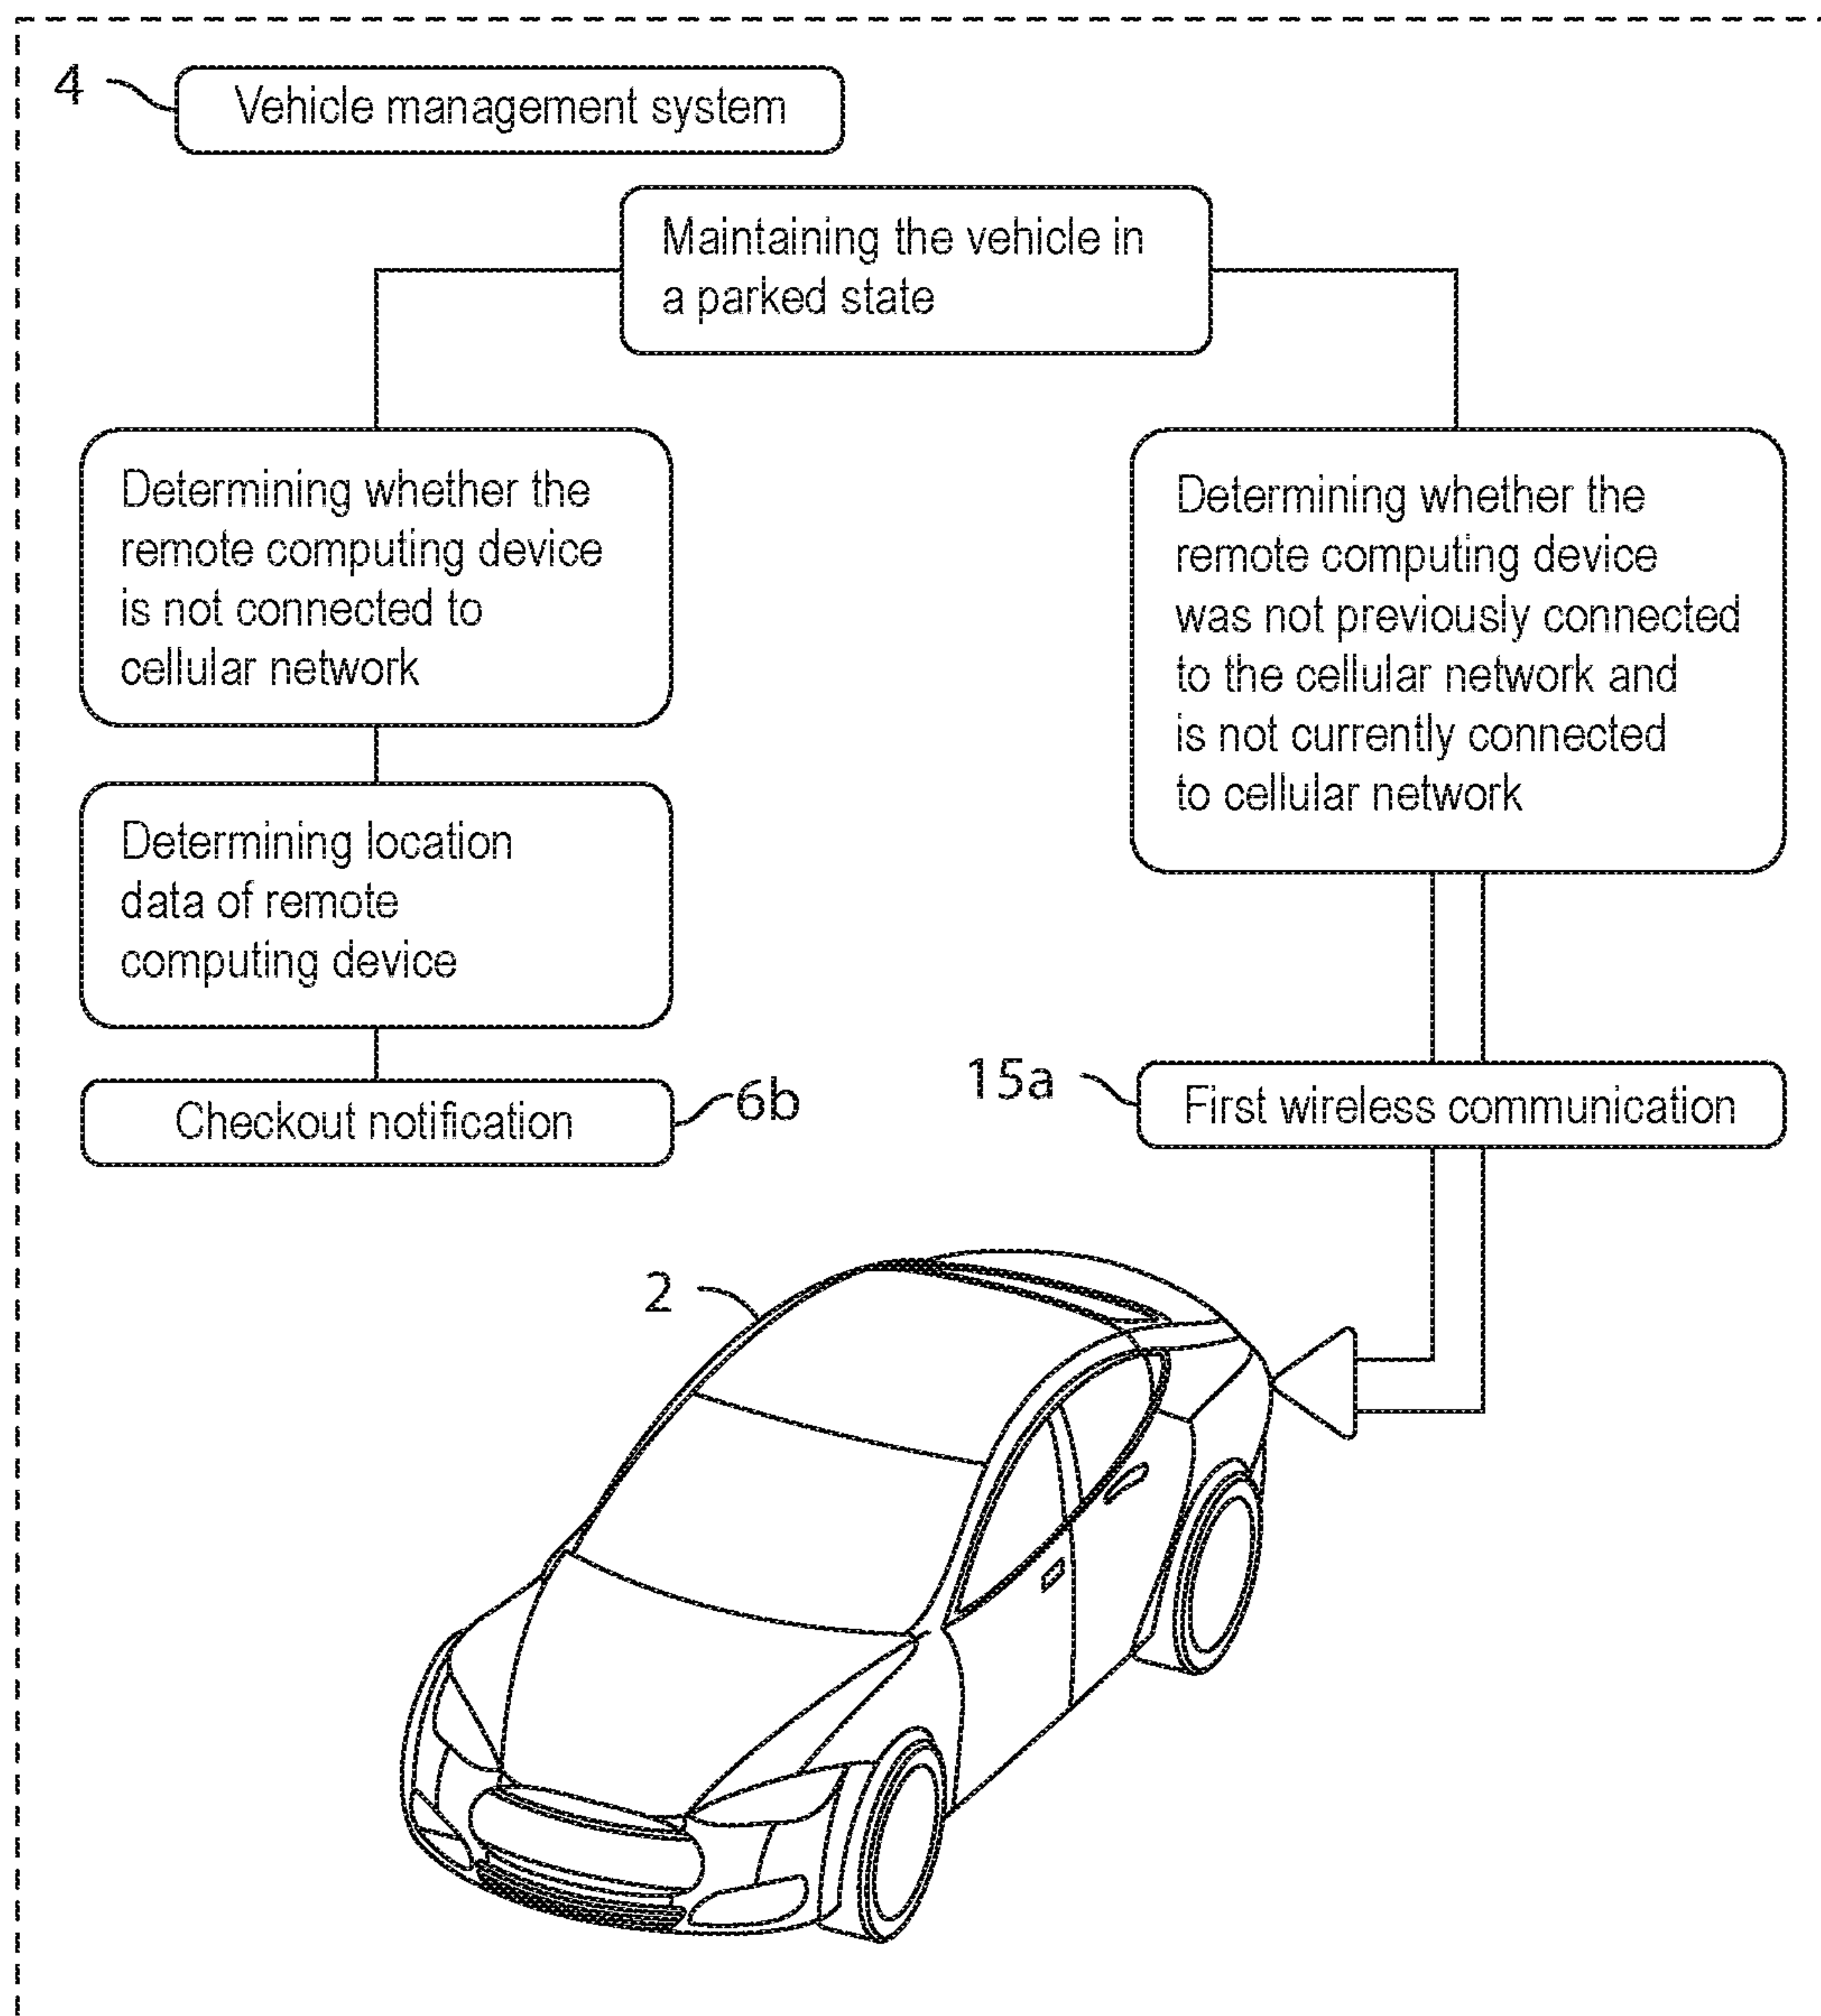 4
Vehicle management system
Maintaining the vehicle in
a parked state
Determining whether the
remote computing device
is not connected to
cellular network
Determining location
data of remote
computing device
Checkout notification
6b
Determining whether the
remote computing device
was not previously connected
to the cellular network and
is not currently connected
to cellular network
15a
First wireless communication
2